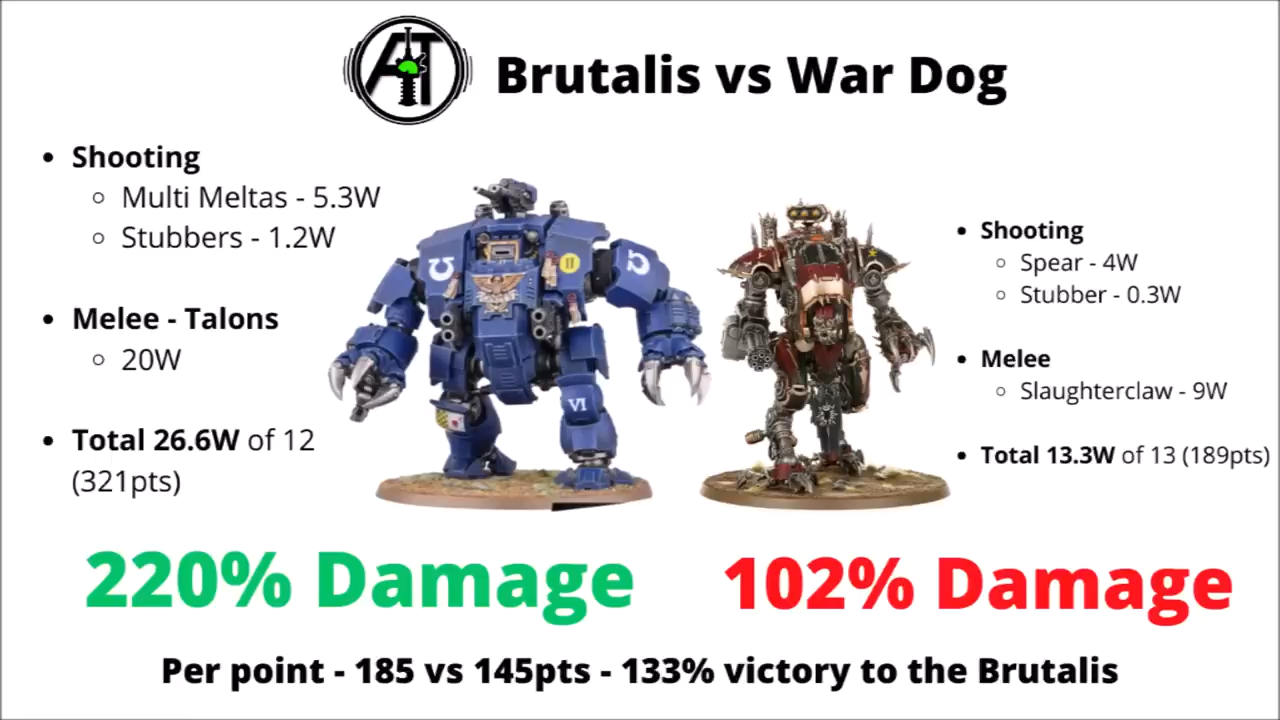 AT
Brutalis vs War Dog
Shooting
Multi Meltas - 5.3W
Stubbers - 1.2W
Melee - Talons
20W
Total 26.6W of 12
(321pts)
II
VI
Shooting
Spear - 4W
Stubber - 0.3W
Melee
Slaughterclaw - 9W
Total 13.3W of 13 (189pts)
220% Damage
102% Damage
Per point - 185 vs 145pts - 133% victory to the Brutalis